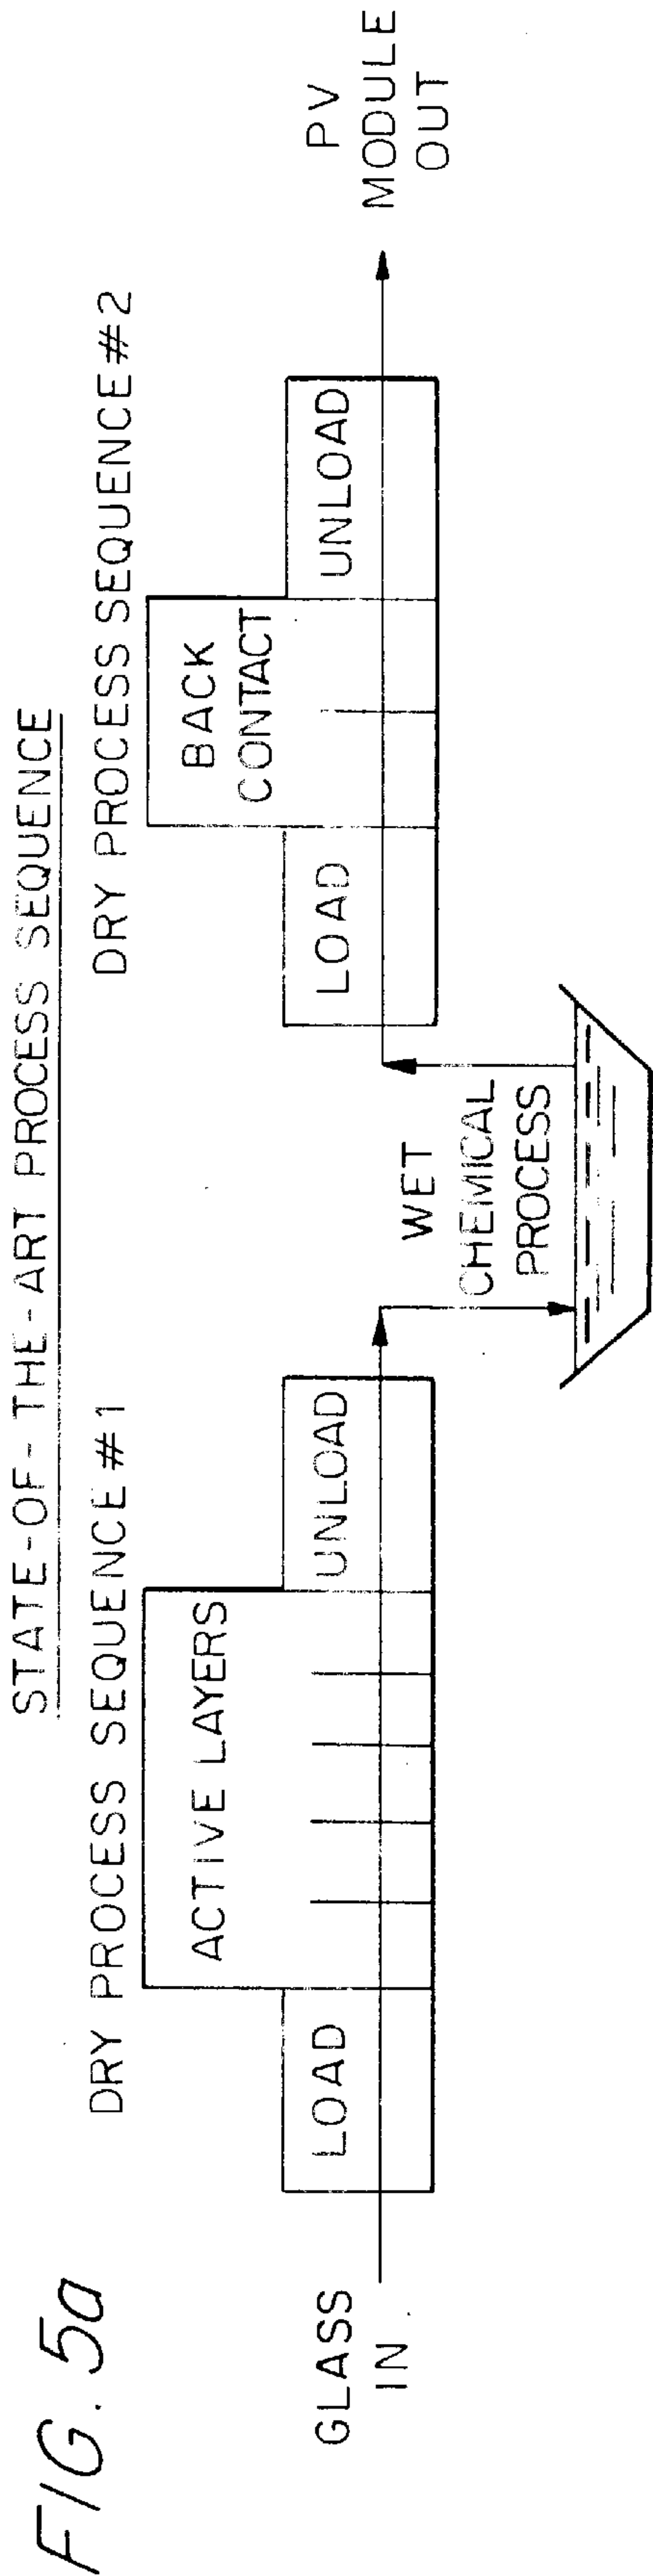 FIG. 5a
STATE-OF-THE-ART PROCESS SEQUENCE
DRY PROCESS SEQUENCE #1
DRY PROCESS SEQUENCE #2
GLASS
IN
LOAD
ACTIVE LAYERS
UNLOAD
WET
CHEMICAL
PROCESS
LOAD
BACK
CONTACT
UNLOAD
PV
MODULE
OUT